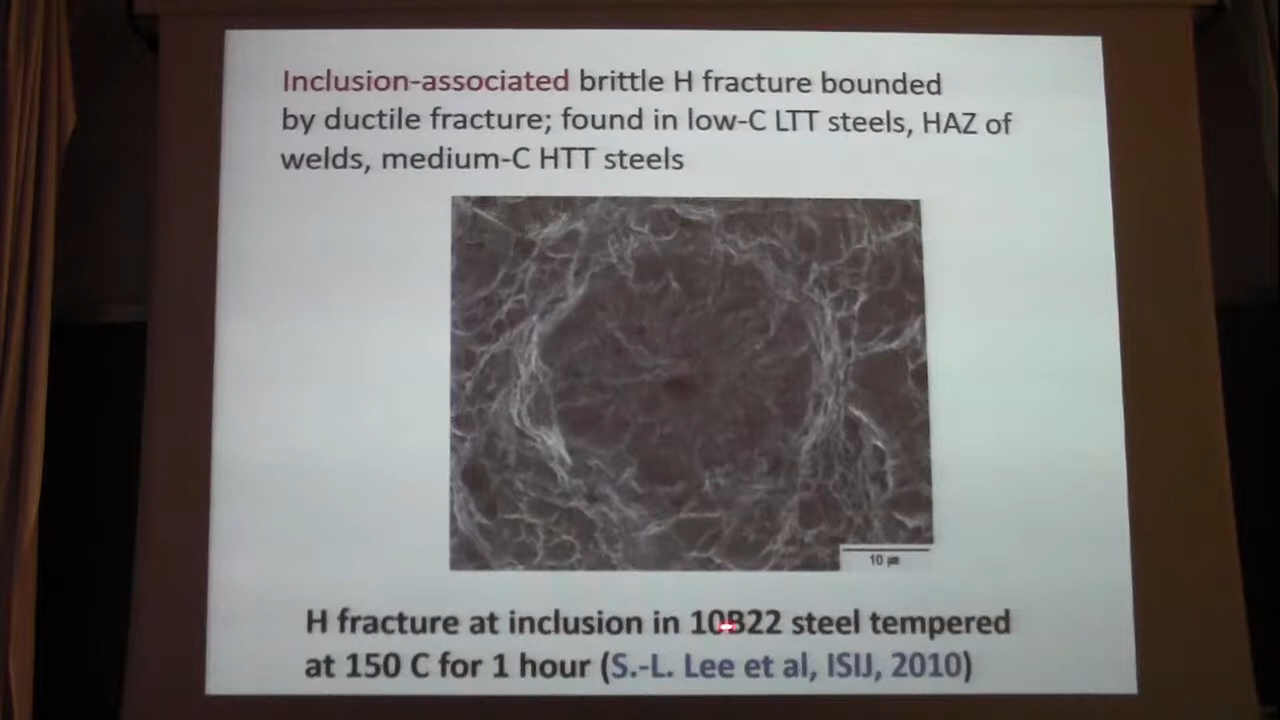 Inclusion-associated brittle H fracture bounded
by ductile fracture; found in low-C LTT steels, HAZ of
welds, medium-C HTT steels
10 μm
H fracture at inclusion in 10B22 steel tempered
at 150 C for 1 hour (S.-L. Lee et al, ISIJ, 2010)